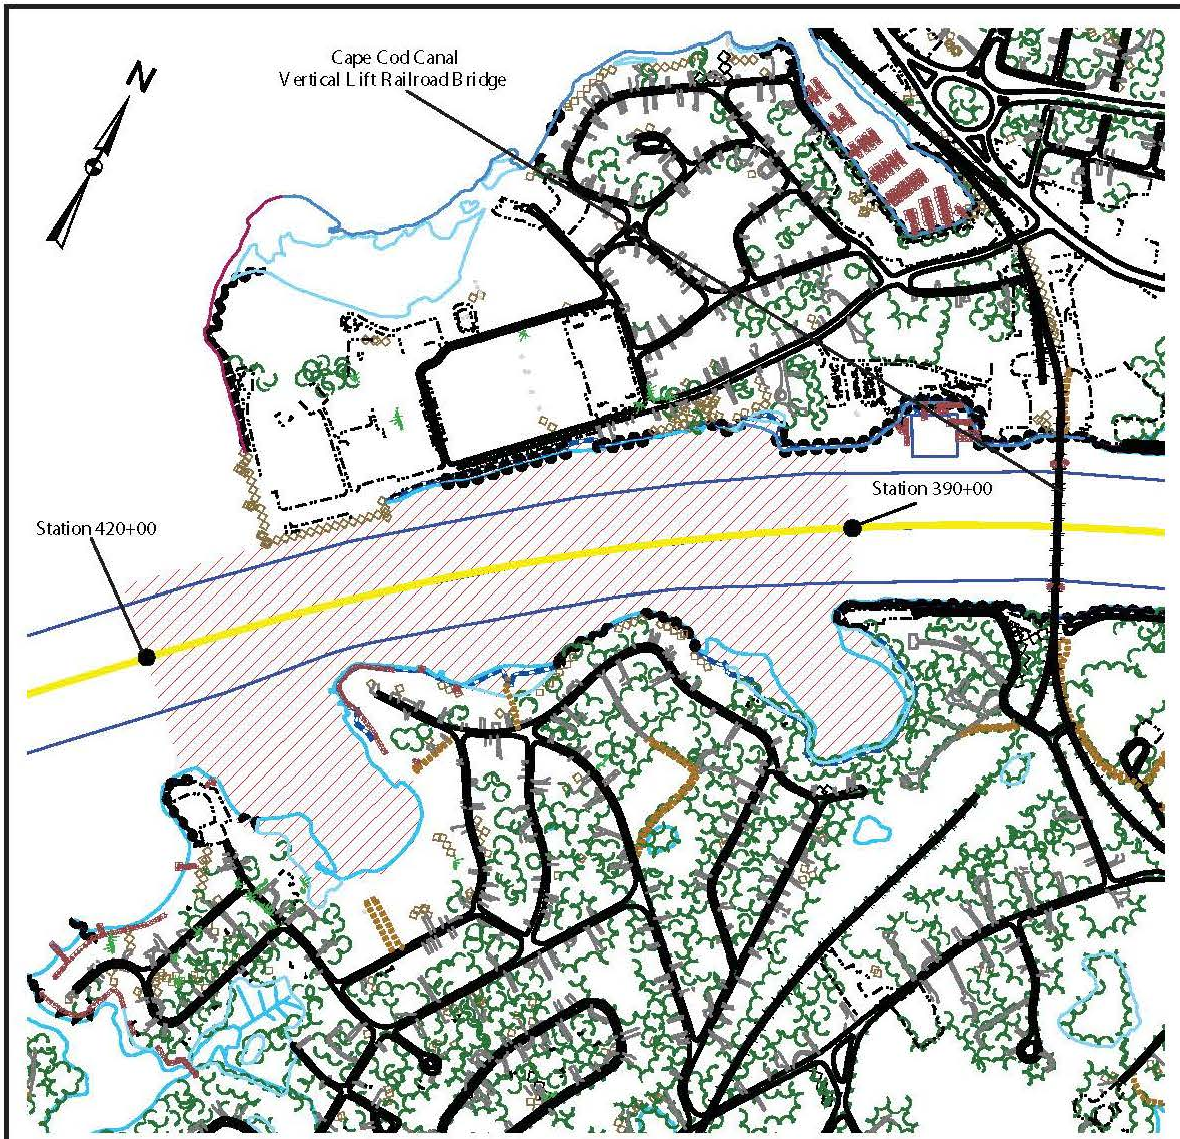 Cape Cod Canal
Vertical Lift Railroad Bridge
N
Station 390+00
Station 420+00